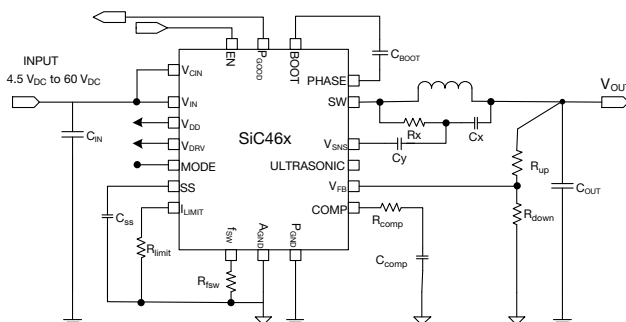 INPUT
4.5 VDC to 60 VDC
CIN
EN
PGOOD
BOOT
CBOOT
VCIN
VIN
VDD
VDRV
MODE
SS
ILIMIT
fSW
AGND
PGND
SiC46x
PHASE
SW
VSNS
ULTRASONIC
VFB
COMP
Rx
Cx
Cy
VOUT
Rup
Rdown
COUT
Rcomp
Ccomp
Css
Rlimit
Rfsw